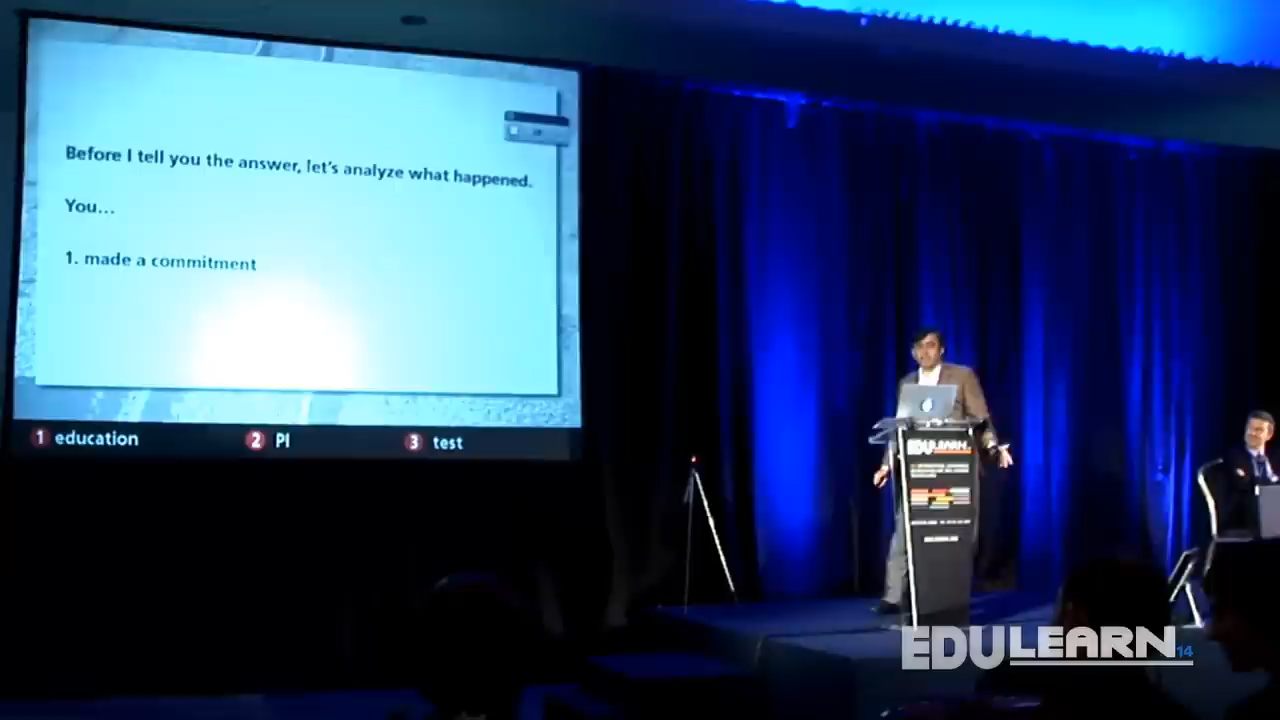 Before I tell you the answer, let's analyze what happened.
You...
1. made a commitment
1 education
2 PI
3 test
EDULEARN
EDULEARN14